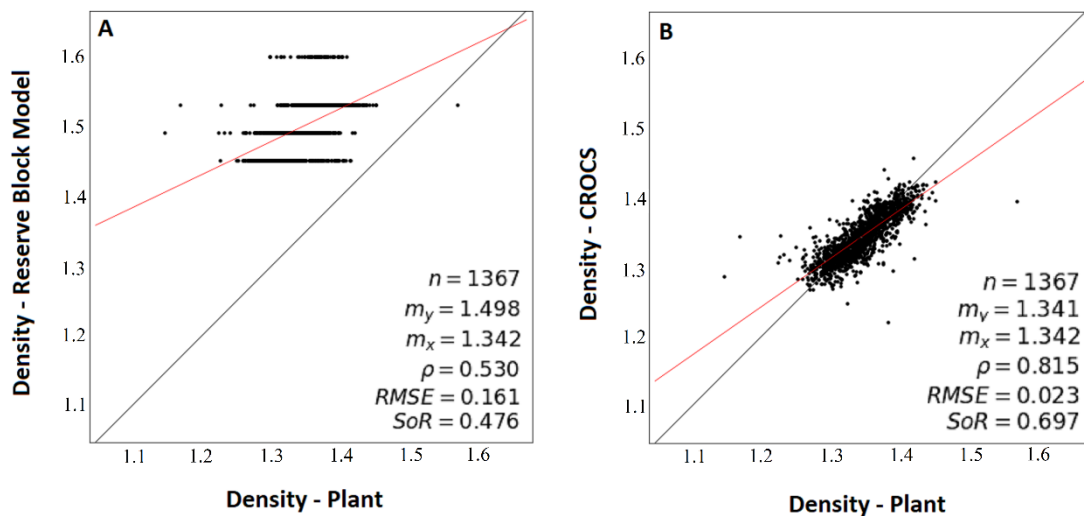 A
Density - Reserve Block Model
1.6
1.5
1.4
1.3
1.2
1.1
n = 1367
m_y = 1.498
m_x = 1.342
ρ = 0.530
RMSE = 0.161
SoR = 0.476
1.1 1.2 1.3 1.4 1.5 1.6
Density - Plant
B
Density - CROCS
1.6
1.5
1.4
1.3
1.2
1.1
n = 1367
m_y = 1.341
m_x = 1.342
ρ = 0.815
RMSE = 0.023
SoR = 0.697
1.1 1.2 1.3 1.4 1.5 1.6
Density - Plant